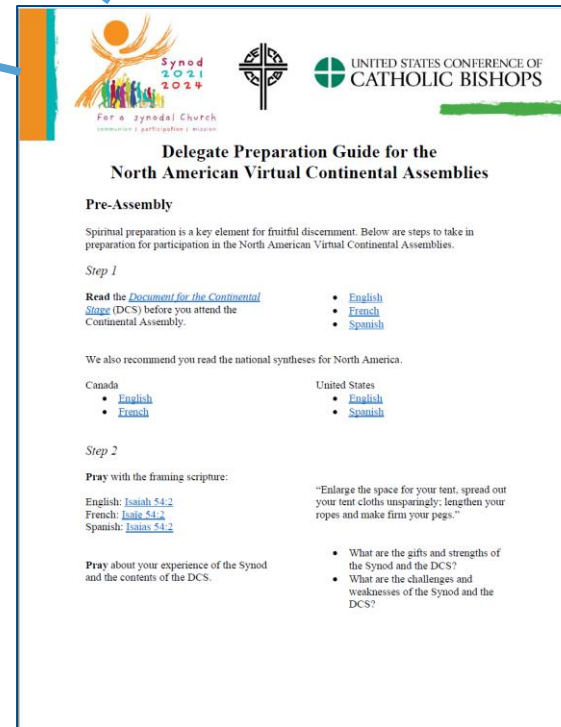 Synod
2021
2024
For a synodal Church
communion | participation | mission
UNITED STATES CONFERENCE OF
CATHOLIC BISHOPS
Delegate Preparation Guide for the
North American Virtual Continental Assemblies
Pre-Assembly
Spiritual preparation is a key element for fruitful discernment. Below are steps to take in
preparation for participation in the North American Virtual Continental Assemblies.
Step 1
Read the Document for the Continental
Stage (DCS) before you attend the
Continental Assembly.
• English
• French
• Spanish
We also recommend you read the national syntheses for North America.
Canada
• English
• French
United States
• English
• Spanish
Step 2
Pray with the framing scripture:
English: Isaiah 54:2
French: Isaïe 54:2
Spanish: Isaías 54:2
“Enlarge the space for your tent, spread out
your tent cloths unsparingly; lengthen your
ropes and make firm your pegs.”
Pray about your experience of the Synod
and the contents of the DCS.
• What are the gifts and strengths of
the Synod and the DCS?
• What are the challenges and
weaknesses of the Synod and the
DCS?